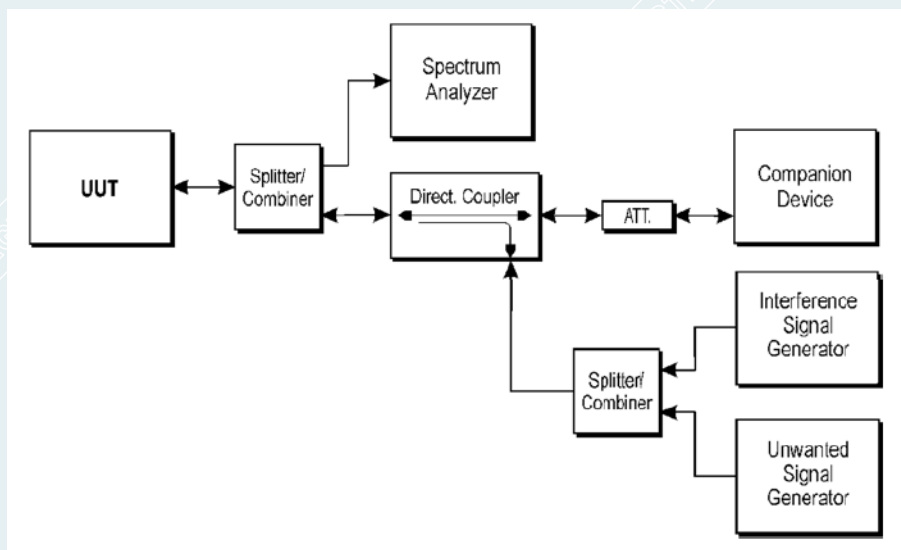 Spectrum
Analyzer
UUT
Splitter/
Combiner
Direct. Coupler
ATT.
Companion
Device
Interference
Signal
Generator
Splitter/
Combiner
Unwanted
Signal
Generator